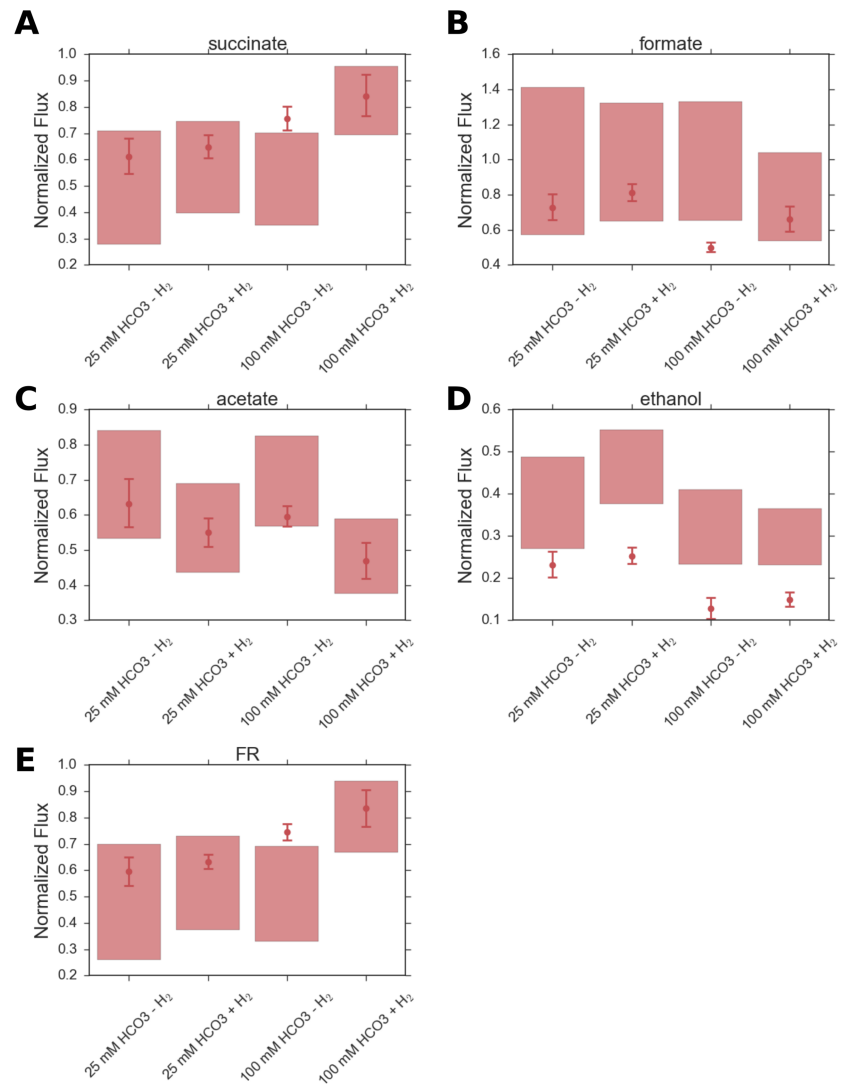 A
succinate
Normalized Flux
1.0
0.9
0.8
0.7
0.6
0.5
0.4
0.3
0.2
25 mM HCO3 - H₂
25 mM HCO3 + H₂
100 mM HCO3 - H₂
100 mM HCO3 + H₂
B
formate
Normalized Flux
1.6
1.4
1.2
1.0
0.8
0.6
0.4
25 mM HCO3 - H₂
25 mM HCO3 + H₂
100 mM HCO3 - H₂
100 mM HCO3 + H₂
C
acetate
Normalized Flux
0.9
0.8
0.7
0.6
0.5
0.4
0.3
25 mM HCO3 - H₂
25 mM HCO3 + H₂
100 mM HCO3 - H₂
100 mM HCO3 + H₂
D
ethanol
Normalized Flux
0.6
0.5
0.4
0.3
0.2
0.1
25 mM HCO3 - H₂
25 mM HCO3 + H₂
100 mM HCO3 - H₂
100 mM HCO3 + H₂
E
FR
Normalized Flux
1.0
0.9
0.8
0.7
0.6
0.5
0.4
0.3
0.2
25 mM HCO3 - H₂
25 mM HCO3 + H₂
100 mM HCO3 - H₂
100 mM HCO3 + H₂